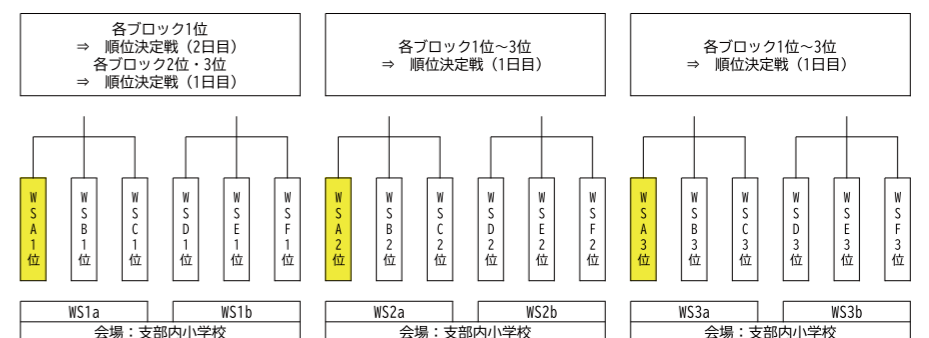 各ブロック1位
⇒　順位決定戦（2日目）
各ブロック2位・3位
⇒　順位決定戦（1日目）
各ブロック1位～3位
⇒　順位決定戦（1日目）
各ブロック1位～3位
⇒　順位決定戦（1日目）
WSA1位
WSB1位
WSC1位
WSD1位
WSE1位
WSF1位
WSA2位
WSB2位
WSC2位
WSD2位
WSE2位
WSF2位
WSA3位
WSB3位
WSC3位
WSD3位
WSE3位
WSF3位
WS1a
WS1b
WS2a
WS2b
WS3a
WS3b
会場：支部内小学校
会場：支部内小学校
会場：支部内小学校